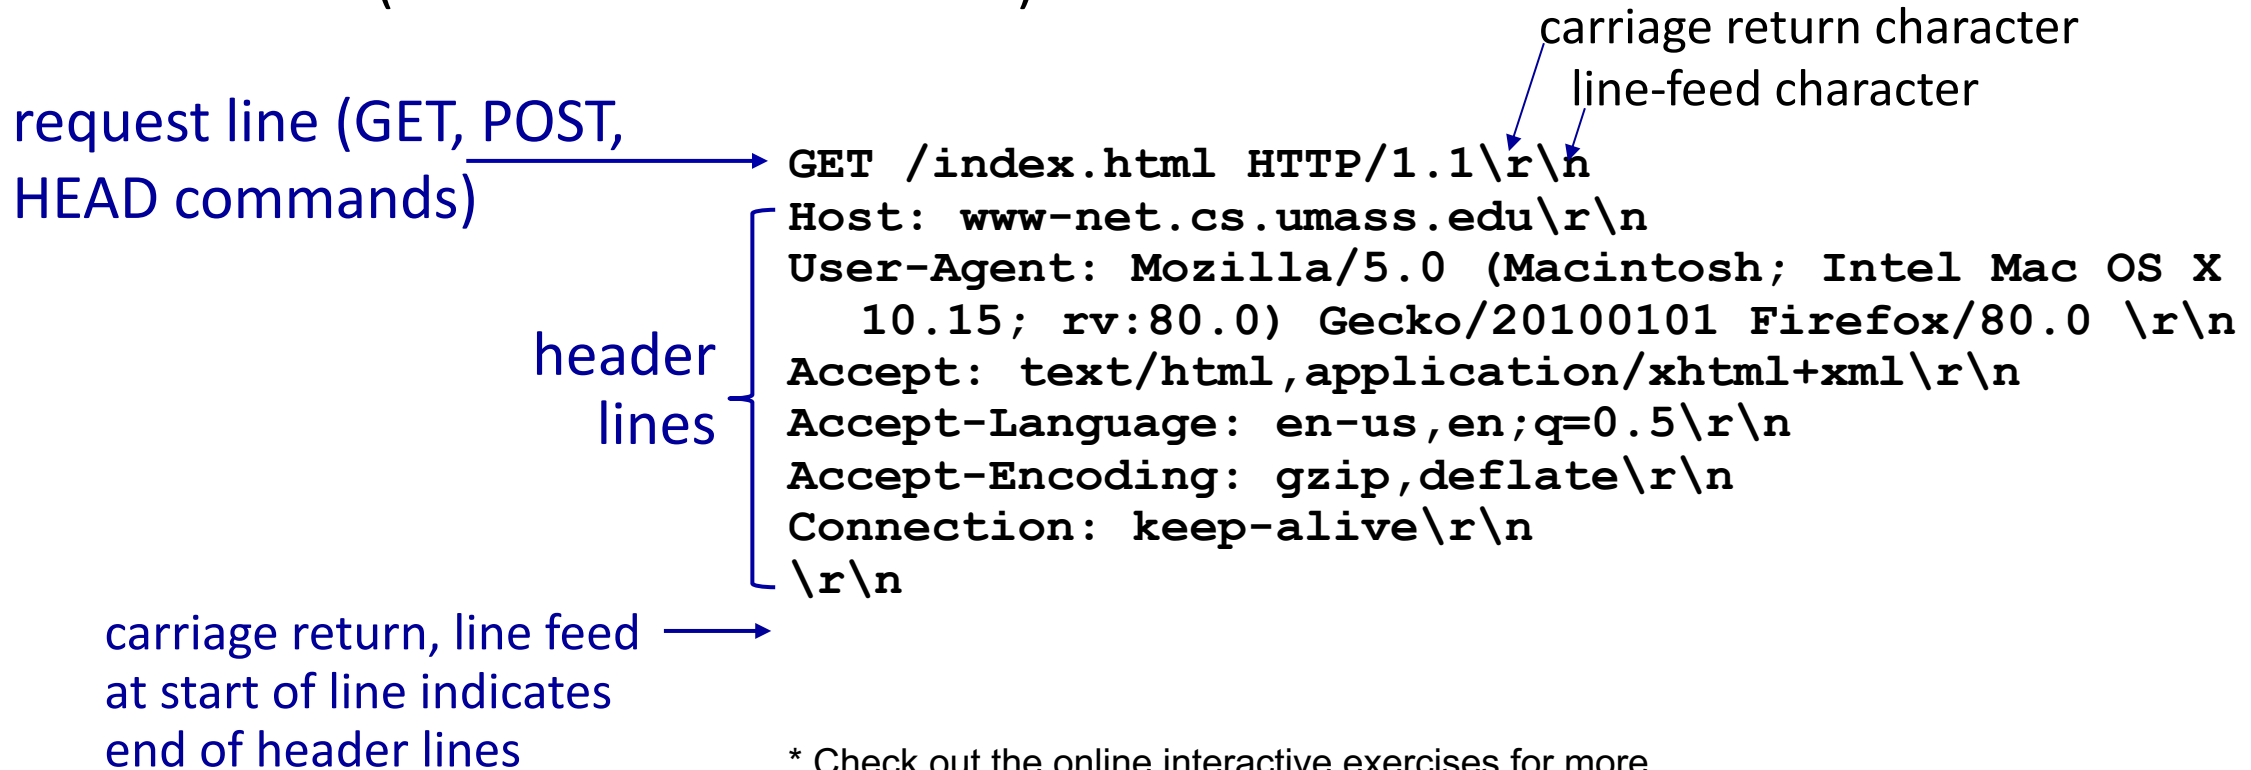 carriage return character
line-feed character
request line (GET, POST,
HEAD commands)
GET /index.html HTTP/1.1\r\n
Host: www-net.cs.umass.edu\r\n
User-Agent: Mozilla/5.0 (Macintosh; Intel Mac OS X
10.15; rv:80.0) Gecko/20100101 Firefox/80.0 \r\n
header
lines
Accept: text/html,application/xhtml+xml\r\n
Accept-Language: en-us,en;q=0.5\r\n
Accept-Encoding: gzip,deflate\r\n
Connection: keep-alive\r\n
\r\n
carriage return, line feed
at start of line indicates
end of header lines
* Check out the online interactive exercises for more